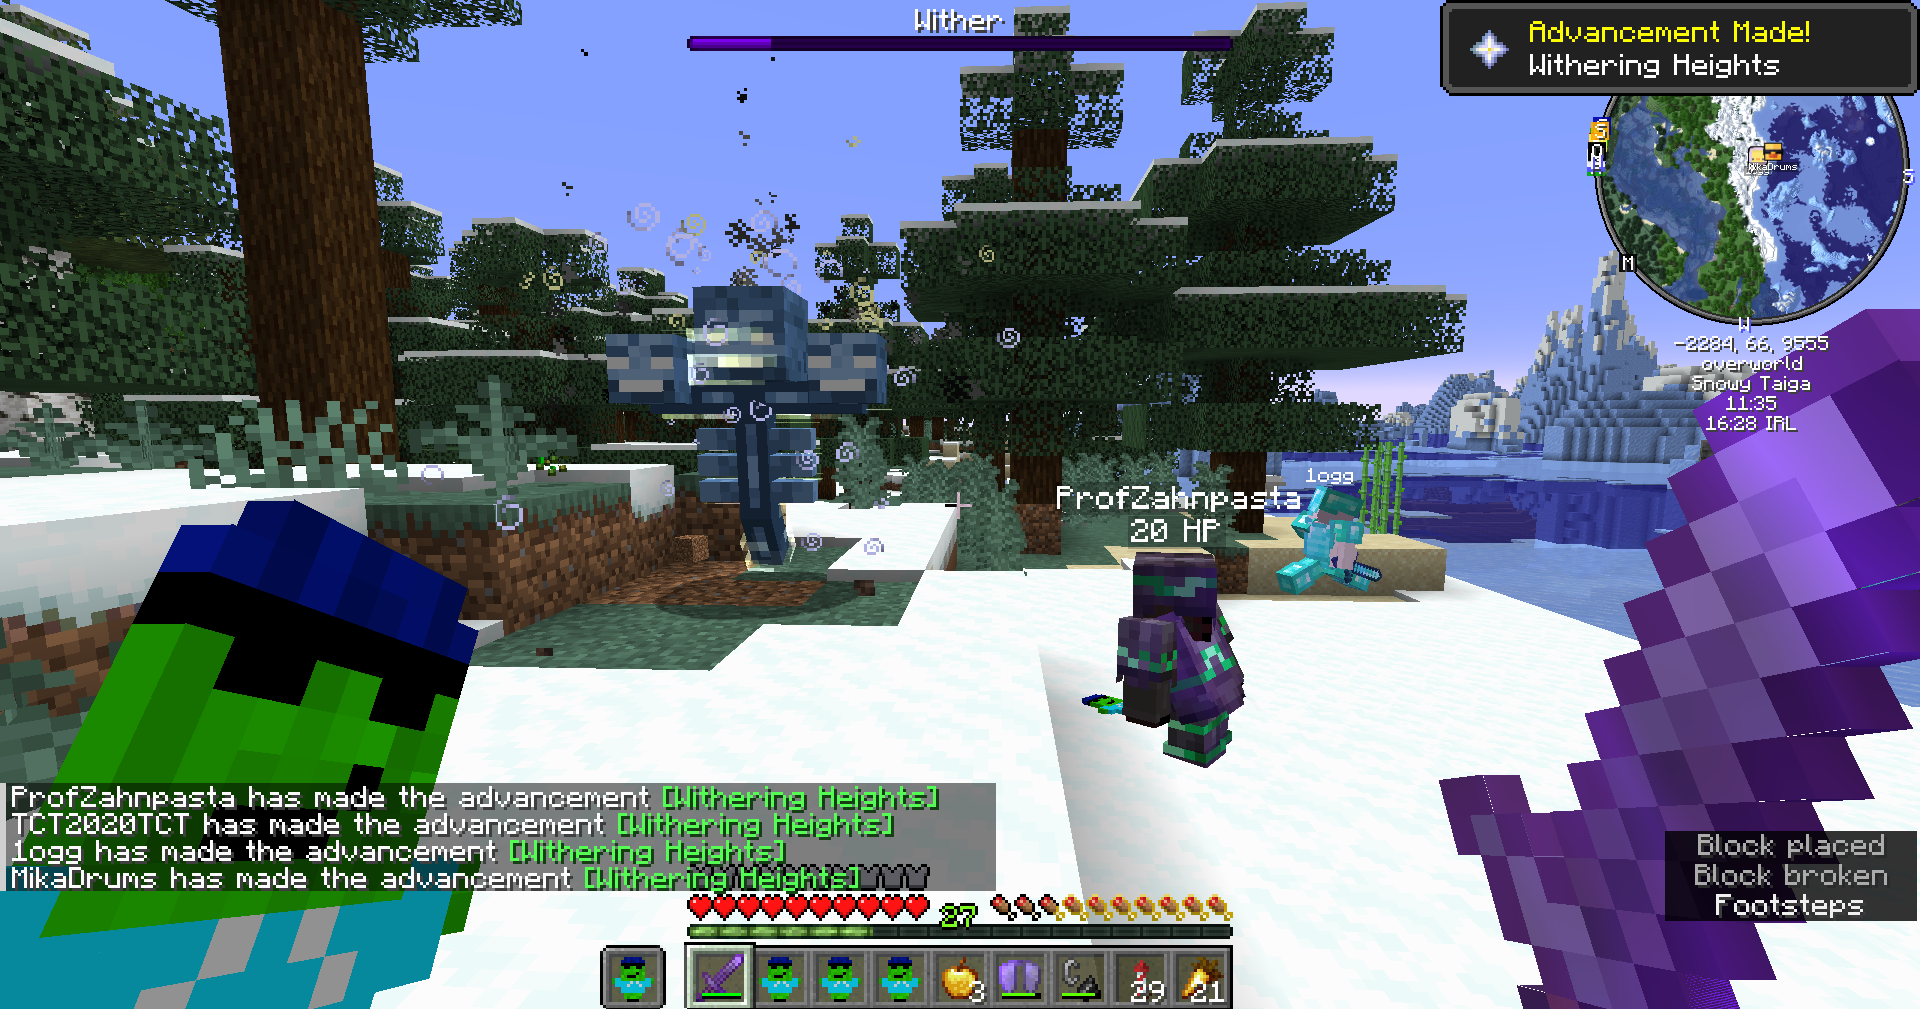 Wither
Advancement Made!
Withering Heights
S
M
MikaDrums
S
M
W
-2284, 66, 9555
overworld
Snowy Taiga
11:35
16:28 IRL
1ogg
ProfZahnpasta
20 HP
ProfZahnpasta has made the advancement [Withering Heights]
TCT2020TCT has made the advancement [Withering Heights]
1ogg has made the advancement [Withering Heights]
MikaDrums has made the advancement [Withering Heights]
Block placed
Block broken
Footsteps
27
3
29
21